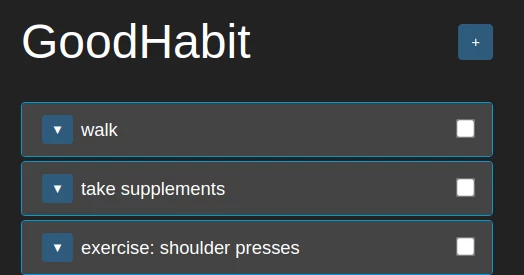 GoodHabit +
▼ walk
▼ take supplements
▼ exercise: shoulder presses